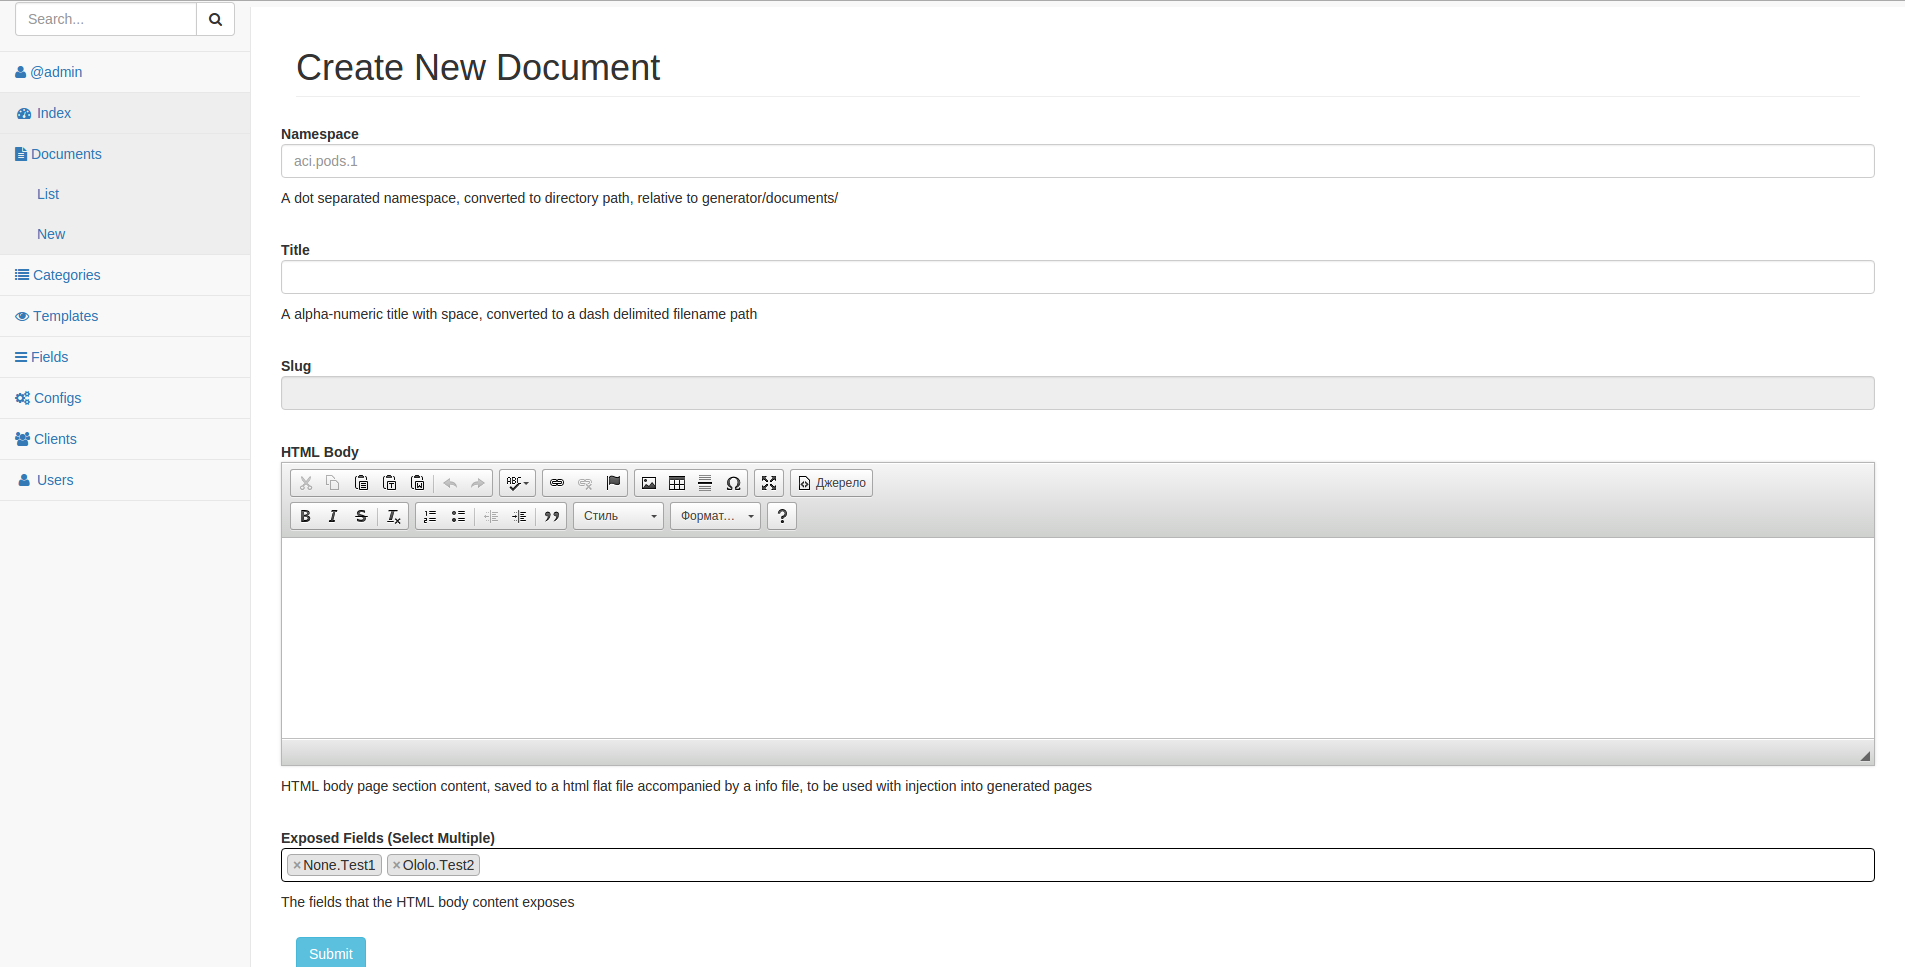 Search...
@admin
Index
Documents
List
New
Categories
Templates
Fields
Configs
Clients
Users
Create New Document
Namespace
aci.pods.1
A dot separated namespace, converted to directory path, relative to generator/documents/
Title
A alpha-numeric title with space, converted to a dash delimited filename path
Slug
HTML Body
ABC Ω Джерело
B I S Tx Стиль Формат... ?
HTML body page section content, saved to a html flat file accompanied by a info file, to be used with injection into generated pages
Exposed Fields (Select Multiple)
×None.Test1 ×Ololo.Test2
The fields that the HTML body content exposes
Submit